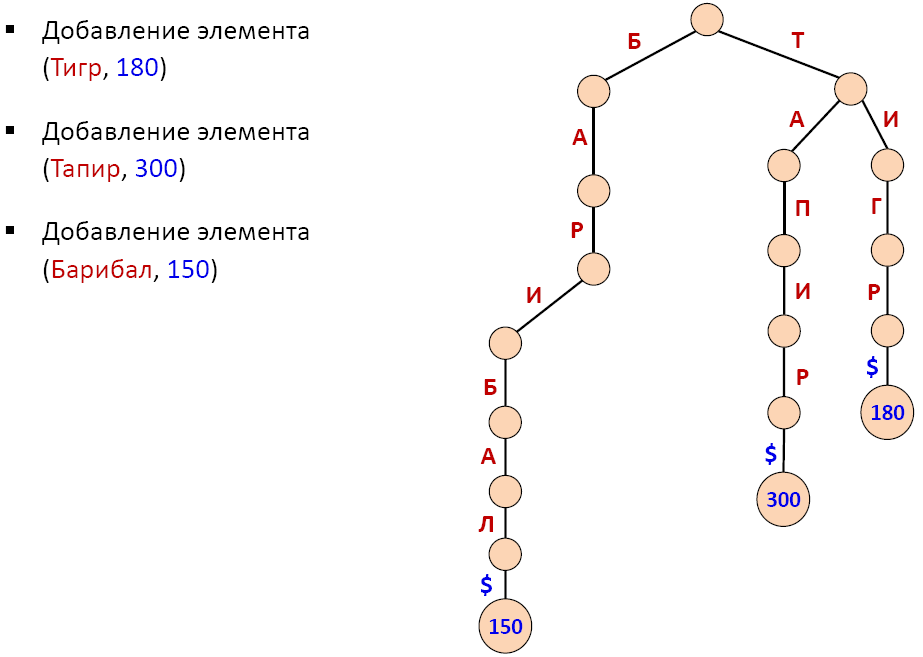 ▪ Добавление элемента
(Тигр, 180)
▪ Добавление элемента
(Тапир, 300)
▪ Добавление элемента
(Барибал, 150)
Б
Т
А
А
И
П
Г
Р
И
И
Р
Р
$
Б
180
А
$
300
Л
$
150